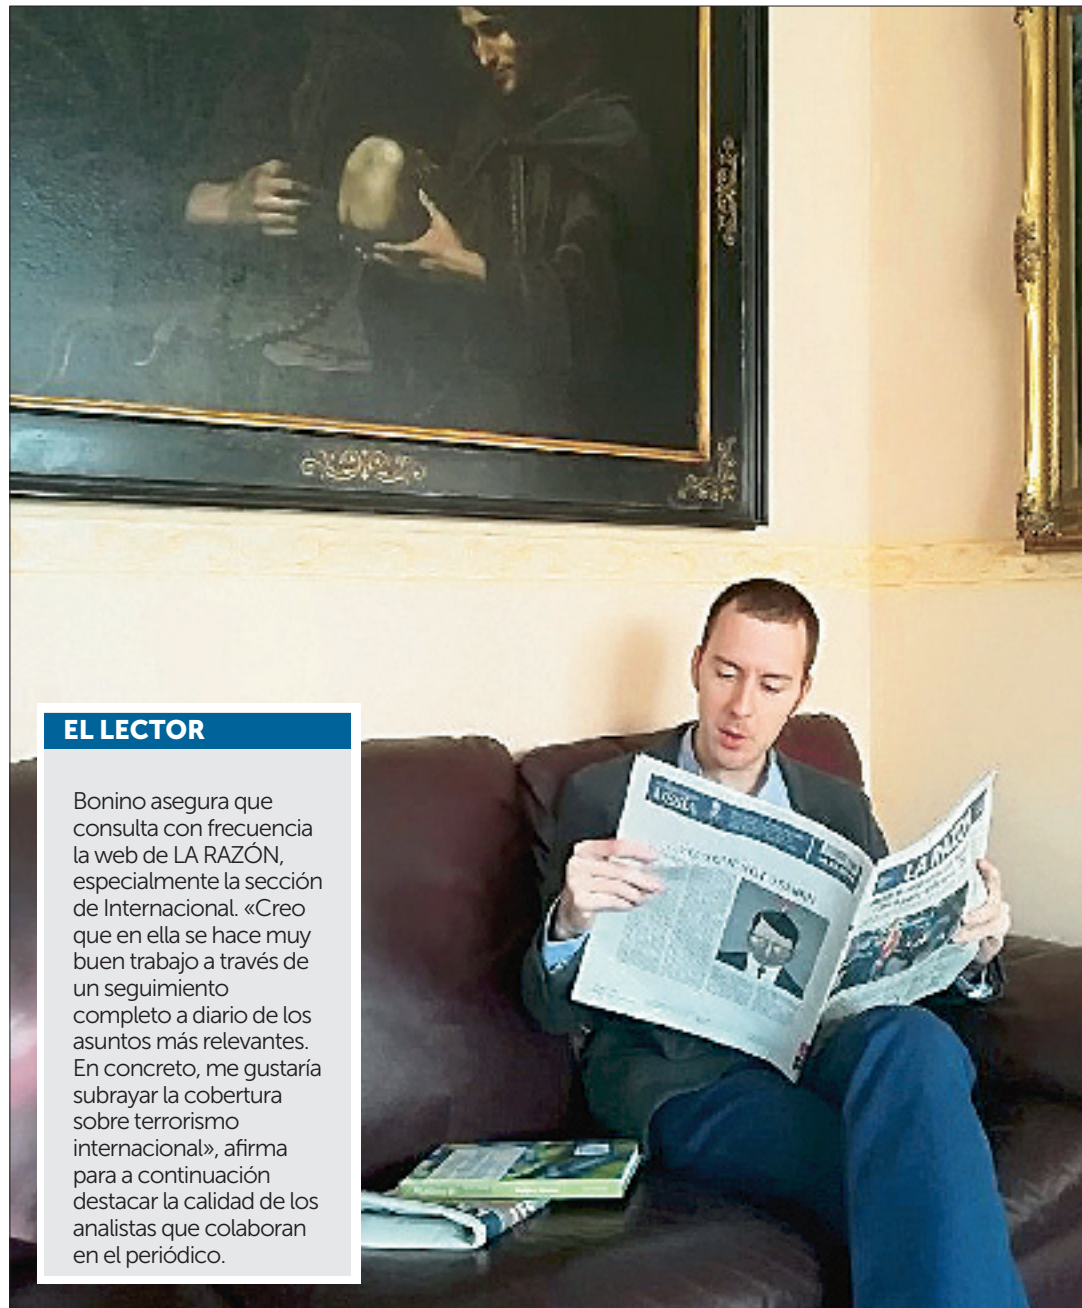 EL LECTOR
Bonino asegura que
consulta con frecuencia
la web de LA RAZÓN,
especialmente la sección
de Internacional. «Creo
que en ella se hace muy
buen trabajo a través de
un seguimiento
completo a diario de los
asuntos más relevantes.
En concreto, me gustaría
subrayar la cobertura
sobre terrorismo
internacional», afirma
para a continuación
destacar la calidad de los
analistas que colaboran
en el periódico.
LA RAZÓN